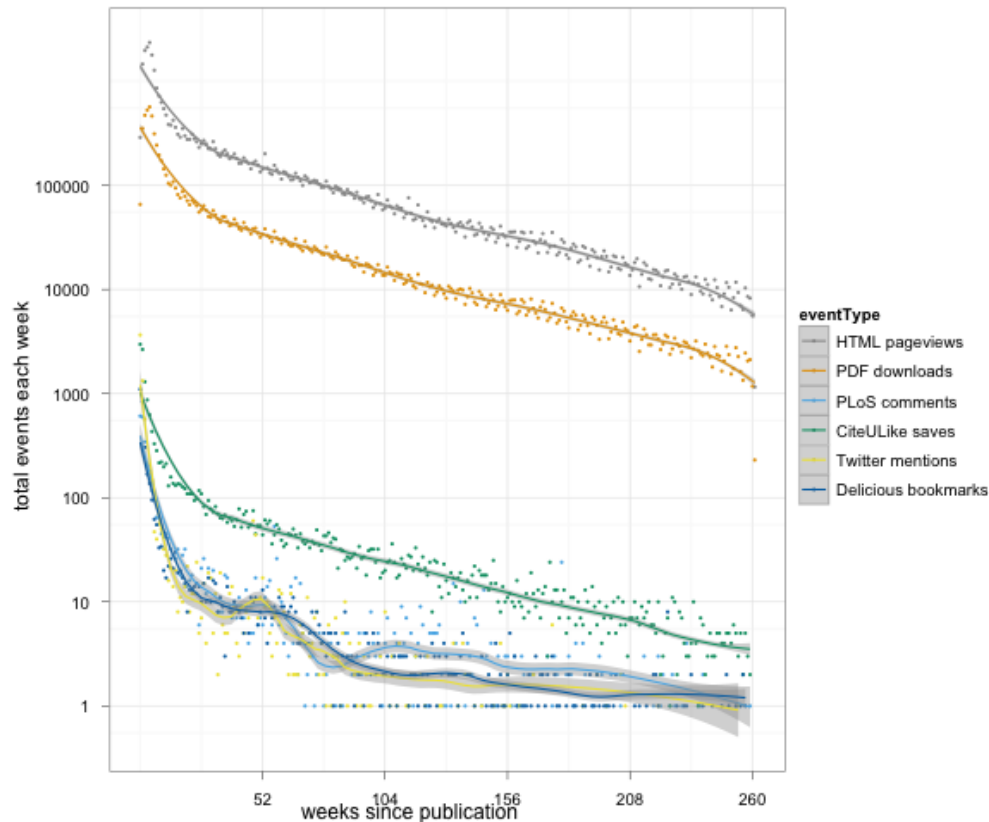 total events each week
100000
10000
1000
100
10
1
52
104
156
208
260
weeks since publication
eventType
HTML pageviews
PDF downloads
PLoS comments
CiteULike saves
Twitter mentions
Delicious bookmarks